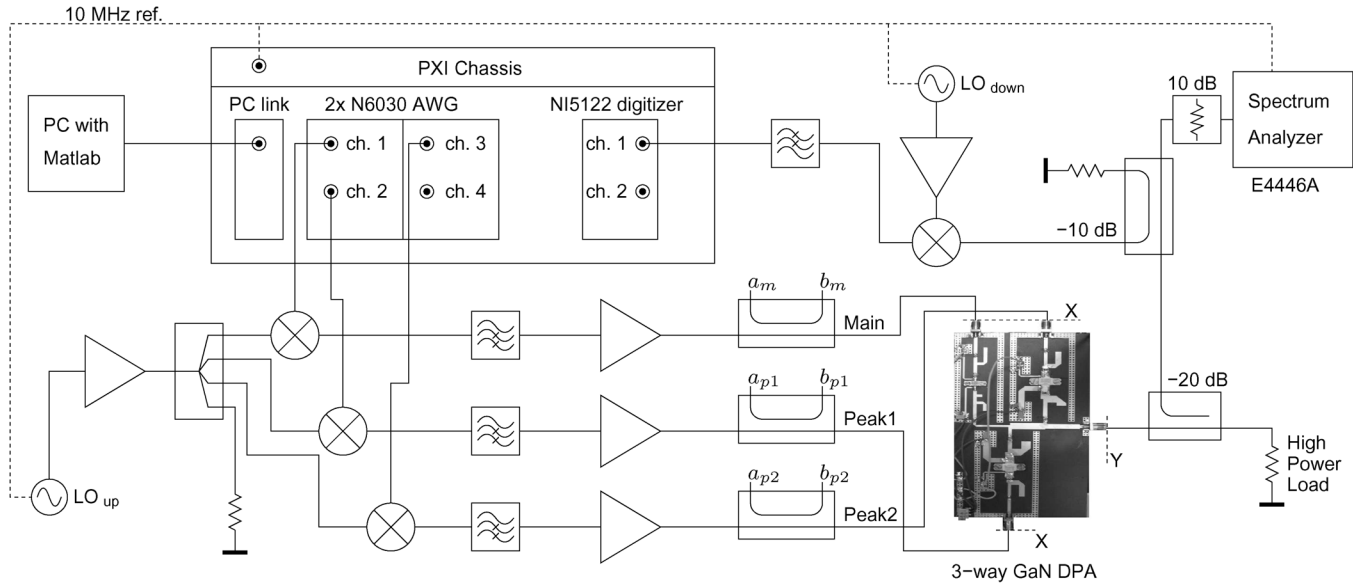 10 MHz ref.
PXI Chassis
LO down
10 dB
Spectrum
Analyzer
E4446A
PC with
Matlab
PC link
2x N6030 AWG
NI5122 digitizer
ch. 1
ch. 3
ch. 1
ch. 2
ch. 4
ch. 2
−10 dB
a_m
b_m
Main
X
a_p1
b_p1
Peak1
−20 dB
Y
High
Power
Load
LO up
a_p2
b_p2
Peak2
X
3−way GaN DPA